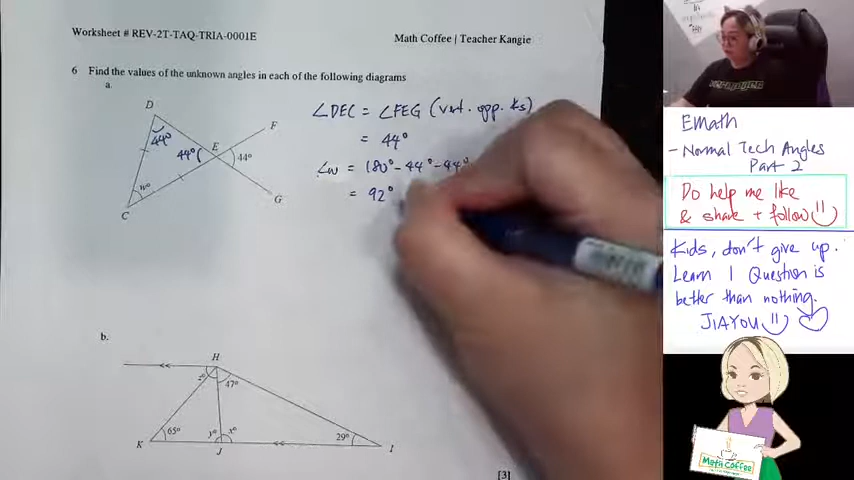 Worksheet # REV-2T-TAQ-TRIA-0001E
Math Coffee | Teacher Kangie
6 Find the values of the unknown angles in each of the following diagrams
a.
D
44°
44°
E
F
44°
w°
C
G
∠DEC = ∠FEG (vert. opp. ∠s)
= 44°
∠w = 180° - 44° - 44°
= 92°
b.
H
z°
47°
65°
y°
x°
29°
K
J
I
[3]
EMath
- Normal Tech Angles
Part 2
Do help me like
& share + follow
Kids, don't give up.
Learn 1 Question is
better than nothing.
JIAYOU
Math Coffee